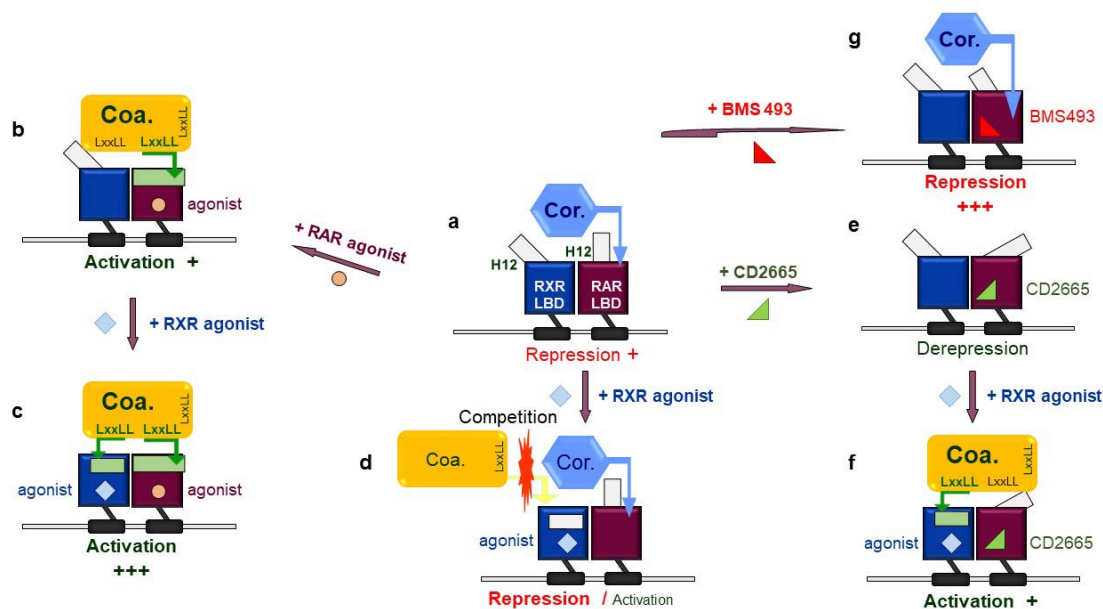 b
Coa.
LxxLL
LxxLL
LxxLL
agonist
Activation +
+ RXR agonist
c
Coa.
LxxLL
LxxLL
LxxLL
agonist
agonist
Activation
+++
+ RAR agonist
a
Cor.
H12
H12
RXR
LBD
RAR
LBD
Repression +
+ RXR agonist
Competition
d
Coa.
LxxLL
Cor.
agonist
Repression / Activation
+ BMS 493
+ CD2665
g
Cor.
BMS493
Repression
+++
e
CD2665
Derepression
+ RXR agonist
f
Coa.
LxxLL
LxxLL
LxxLL
agonist
CD2665
Activation +